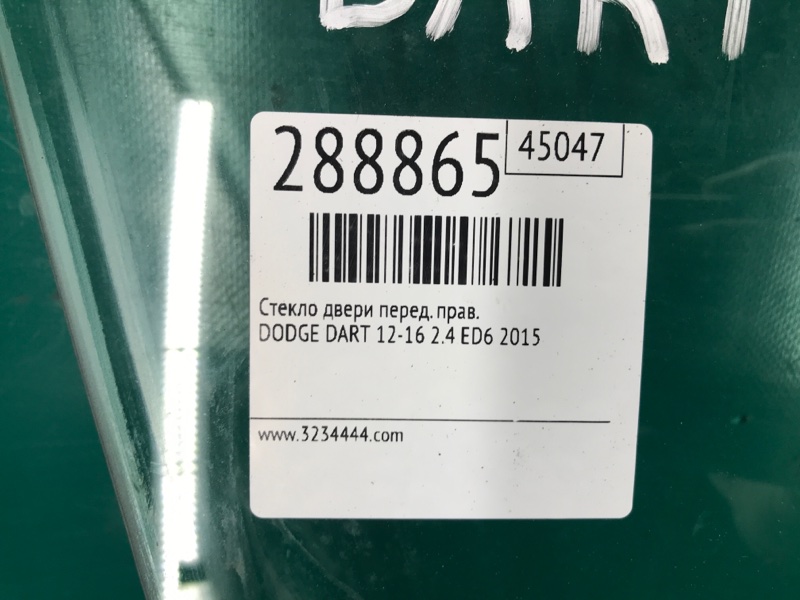 DART
288865
45047
Стекло двери перед. прав.
DODGE DART 12-16 2.4 ED6 2015
www.3234444.com